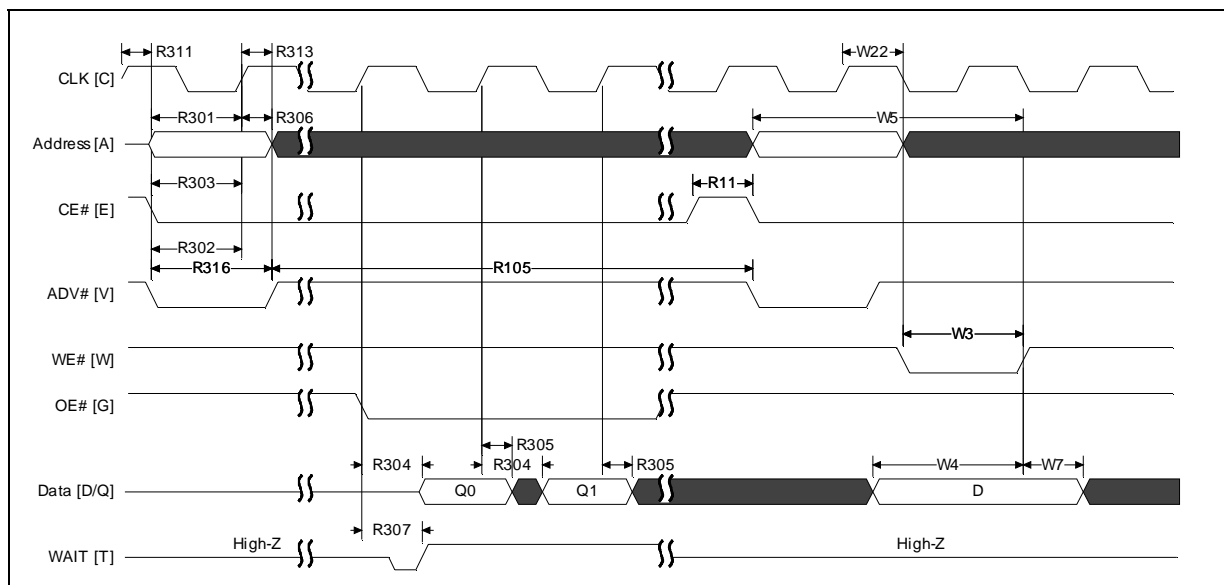 R311
R313
CLK [C]
W22
R301
R306
W5
Address [A]
R303
R11
CE# [E]
R302
R316
R105
ADV# [V]
W3
WE# [W]
OE# [G]
R305
R304
R304
R305
W4
W7
Data [D/Q]
Q0
Q1
D
R307
High-Z
High-Z
WAIT [T]